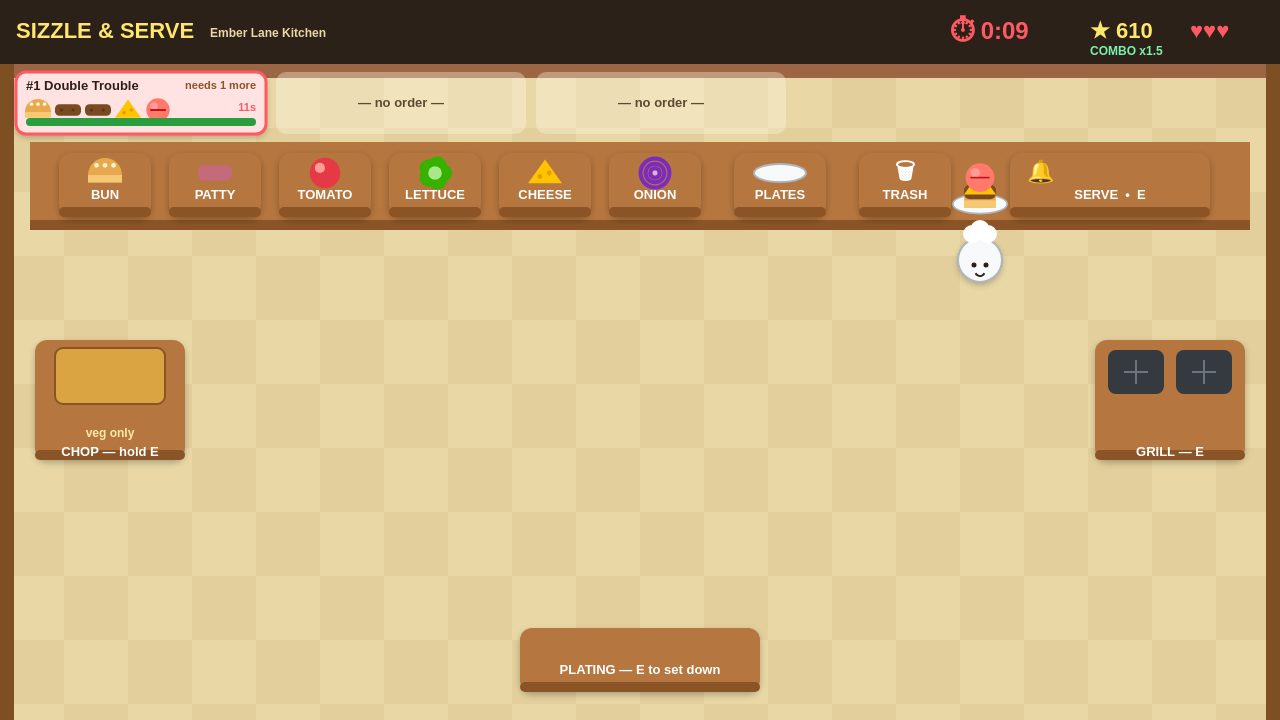 SIZZLE & SERVE
Ember Lane Kitchen
0:09
★ 610
COMBO x1.5
#1 Double Trouble
needs 1 more
11s
— no order —
— no order —
BUN
PATTY
TOMATO
LETTUCE
CHEESE
ONION
PLATES
TRASH
SERVE • E
veg only
CHOP — hold E
GRILL — E
PLATING — E to set down